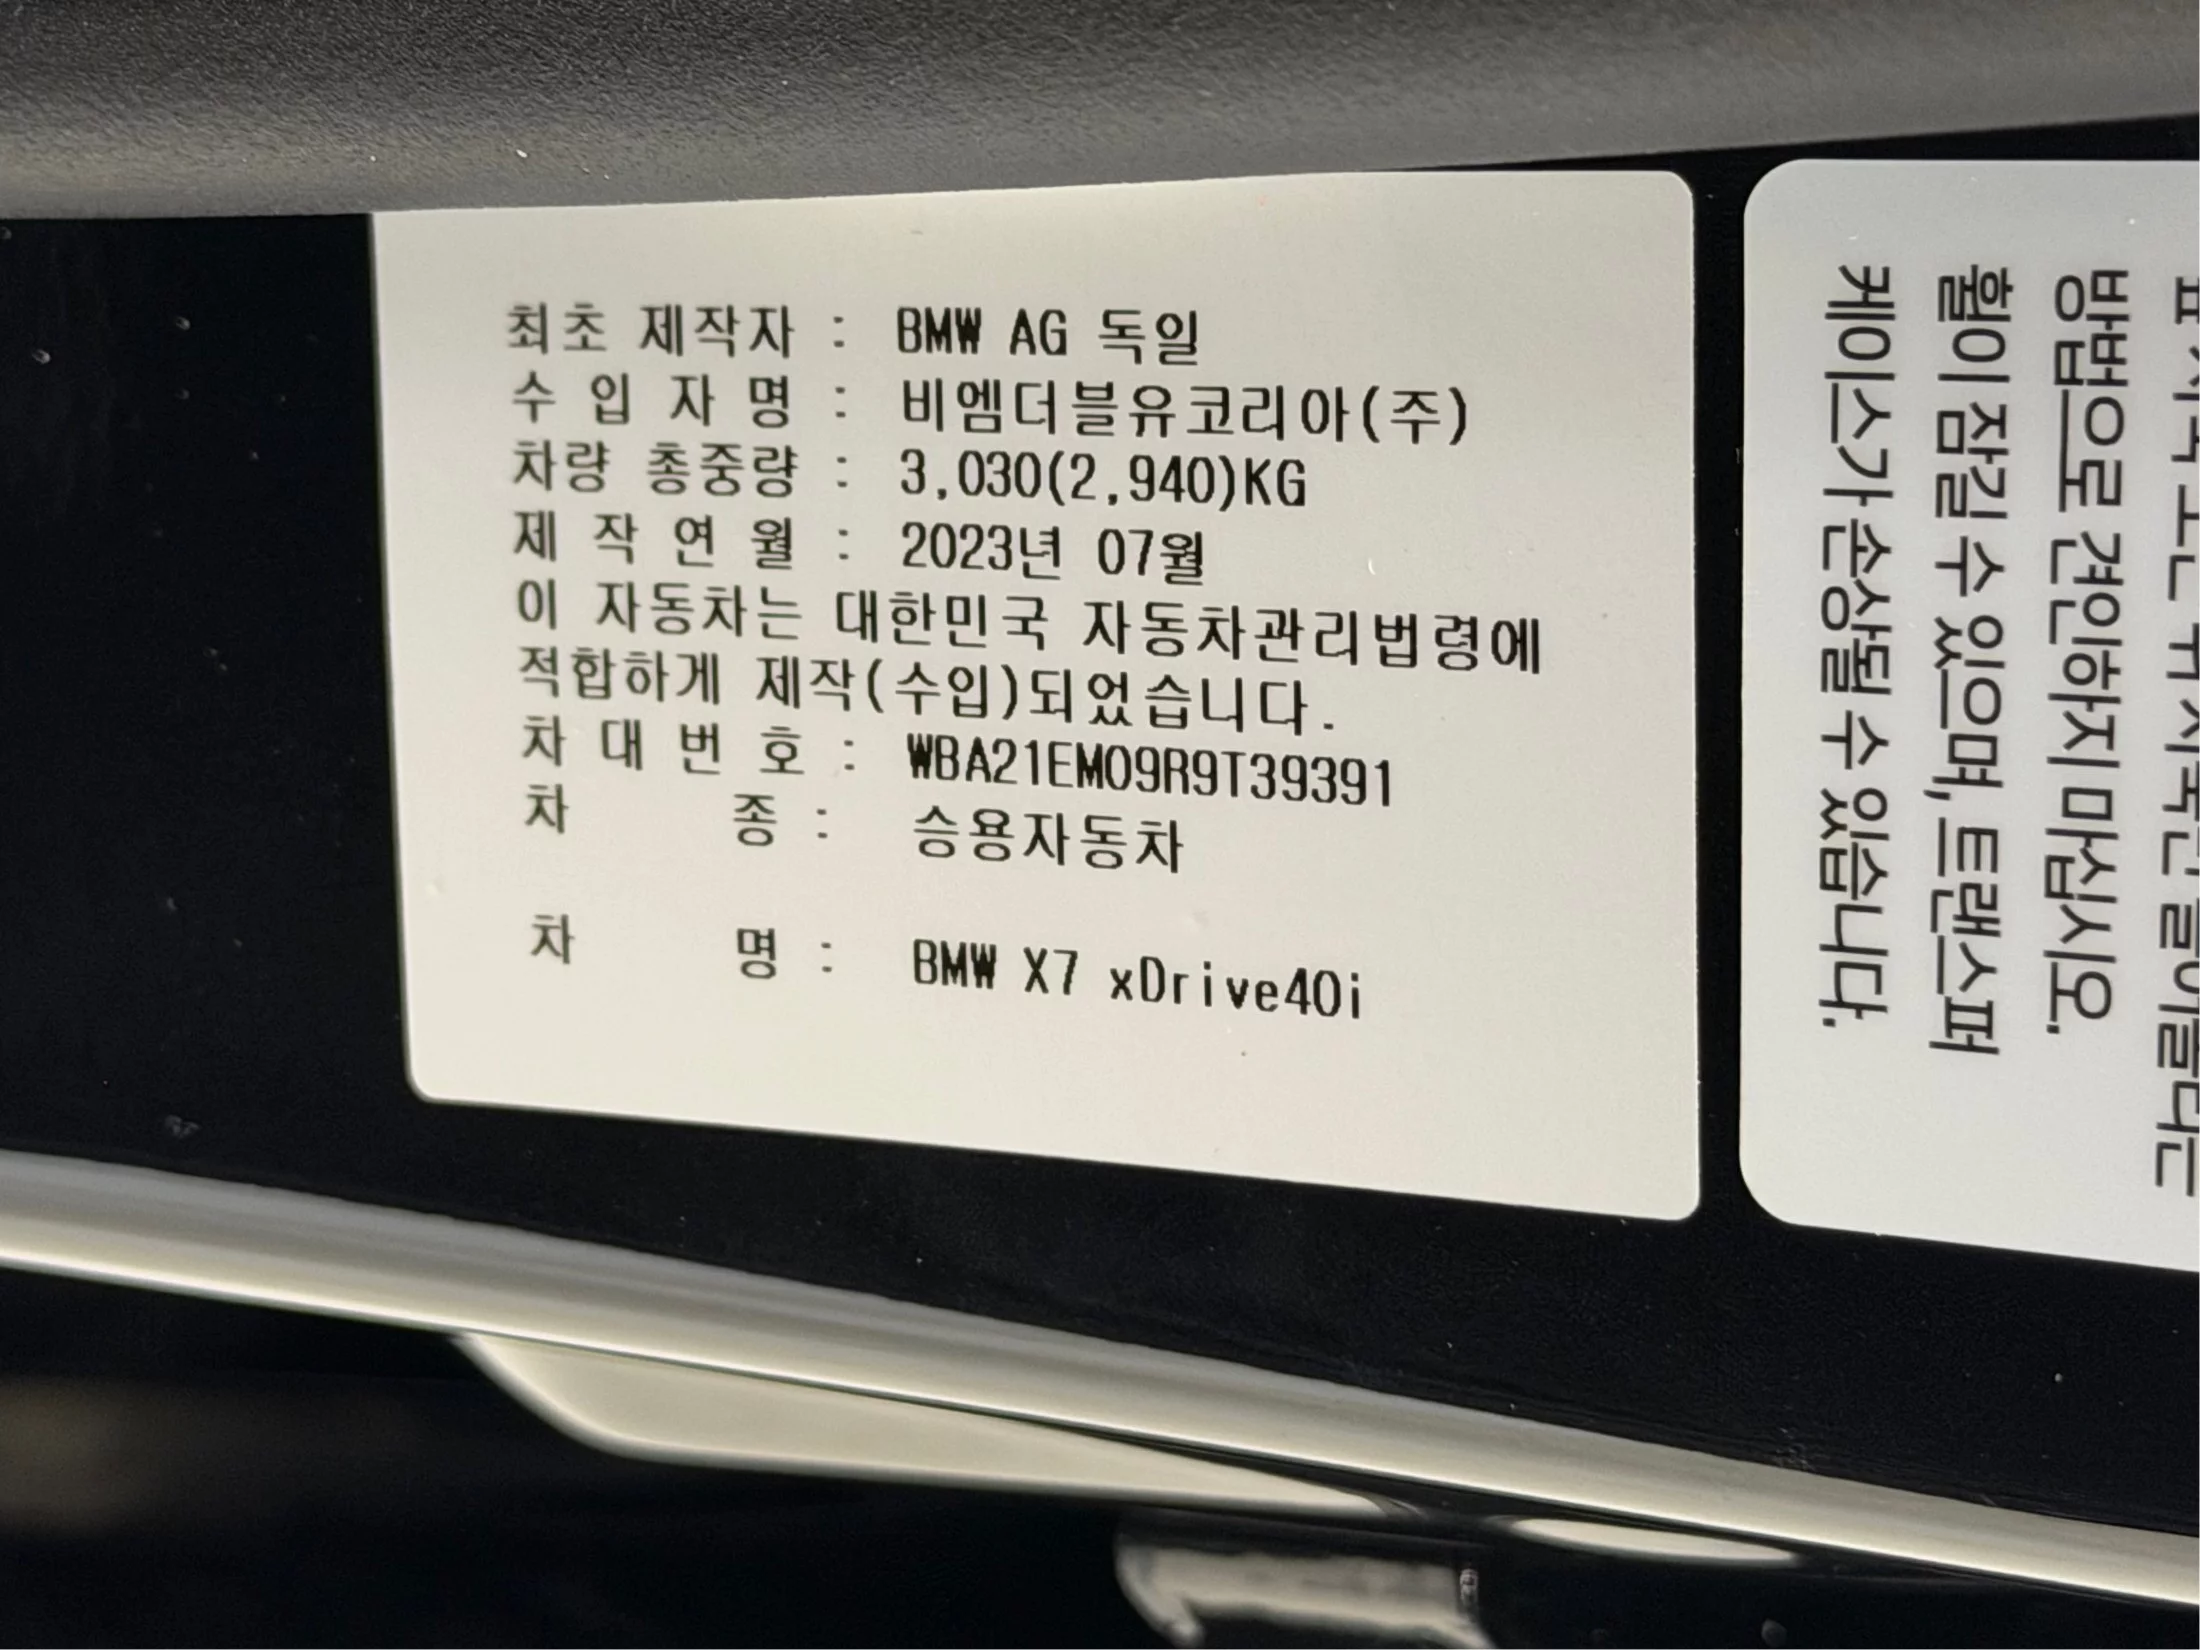 최초 제작자 : BMW AG 독일
수 입 자 명 : 비엠더블유코리아(주)
차량 총중량 : 3,030(2,940)KG
제 작 연 월 : 2023년 07월
이 자동차는 대한민국 자동차관리법령에
적합하게 제작(수입)되었습니다.
차 대 번 호 : WBA21EM09R9T39391
차 종 : 승용자동차
차 명 : BMW X7 xDrive40i
방법으로 견인하지 마십시오.
휠이 잠길 수 있으며, 트랜스퍼
케이스가 손상될 수 있습니다.